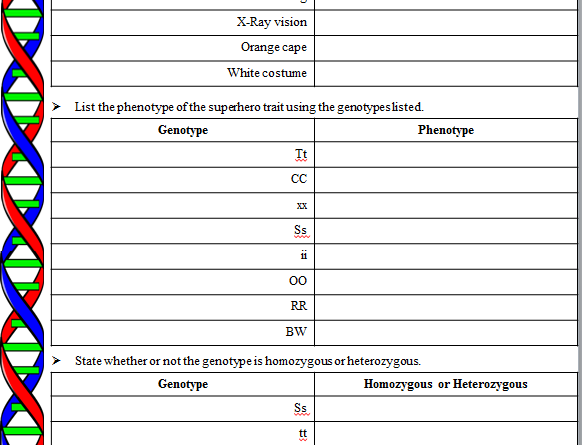 X-Ray vision
Orange cape
White costume
➢ List the phenotype of the superhero trait using the genotypes listed.
Genotype Phenotype
Tt
CC
xx
Ss
ii
OO
RR
BW
➢ State whether or not the genotype is homozygous or heterozygous.
Genotype Homozygous or Heterozygous
Ss
tt